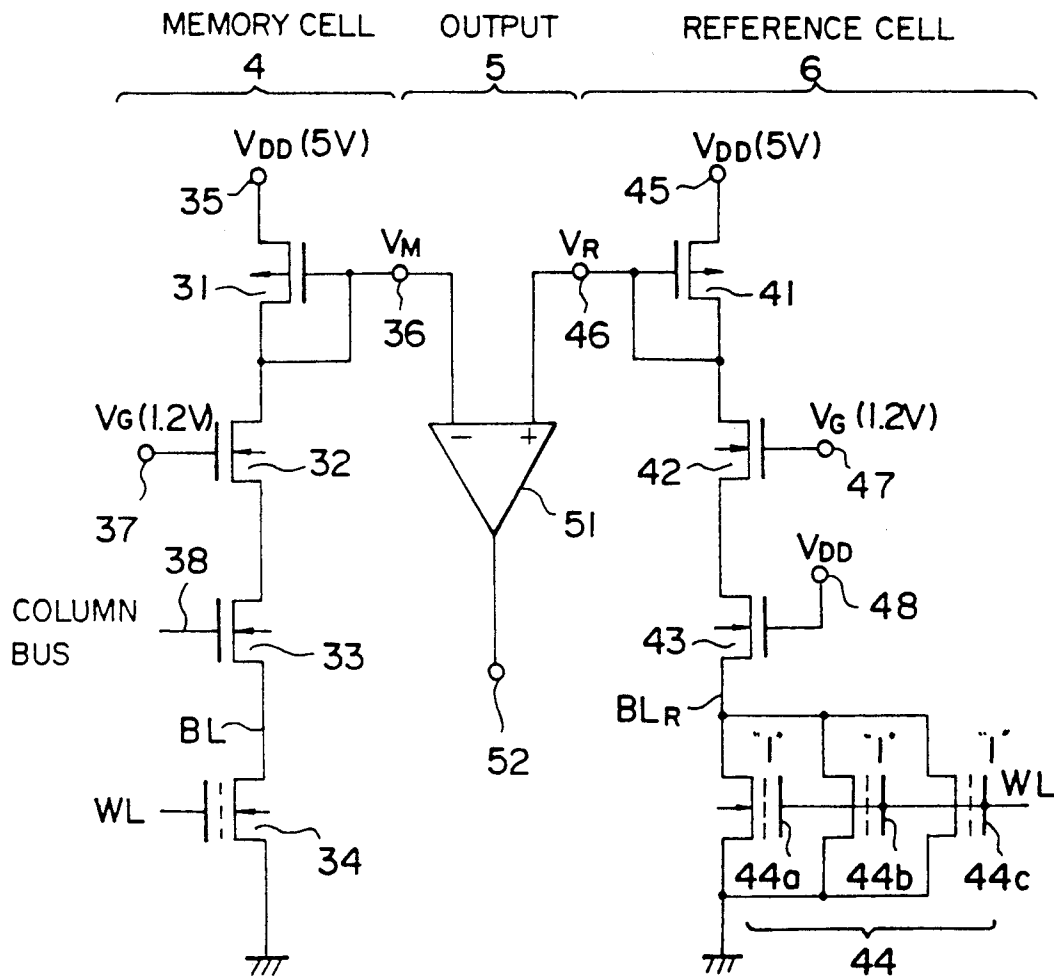 MEMORY CELL OUTPUT REFERENCE CELL
4 5 6
VDD (5V) VDD (5V)
35 45
VM VR
31 36 46 41
VG (1.2V) VG (1.2V)
- +
32 42
37 47
51
VDD
38 48
COLUMN
BUS
33 43
BL BLR
52
"1" "1" "1"
WL WL
34
44a 44b 44c
44